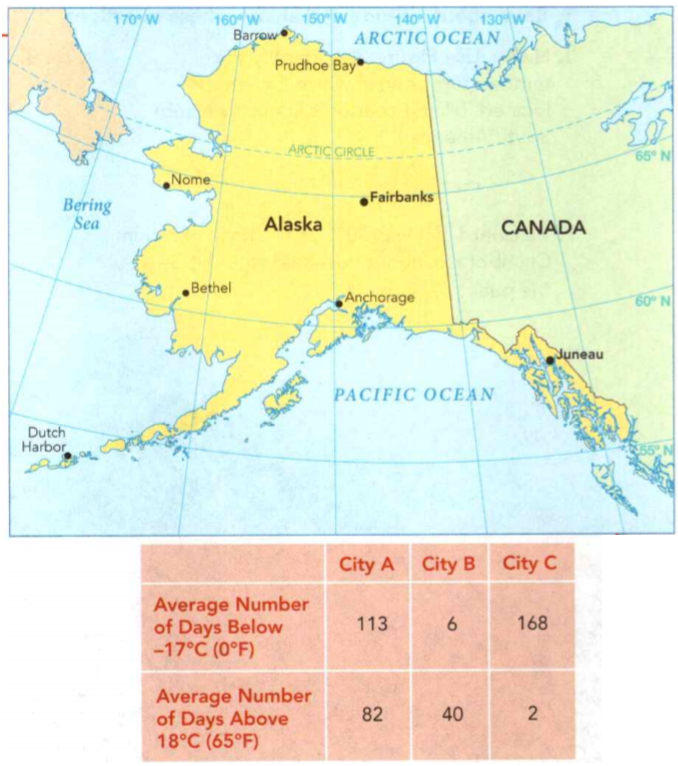 170° W 160° W 150° W 140° W 130° W
Barrow
ARCTIC OCEAN
Prudhoe Bay
ARCTIC CIRCLE
65° N
Nome
Fairbanks
Bering
Sea
Alaska
CANADA
Bethel
Anchorage
60° N
Juneau
PACIFIC OCEAN
Dutch
Harbor
55° N
City A City B City C
Average Number
of Days Below
–17°C (0°F)
113 6 168
Average Number
of Days Above
18°C (65°F)
82 40 2